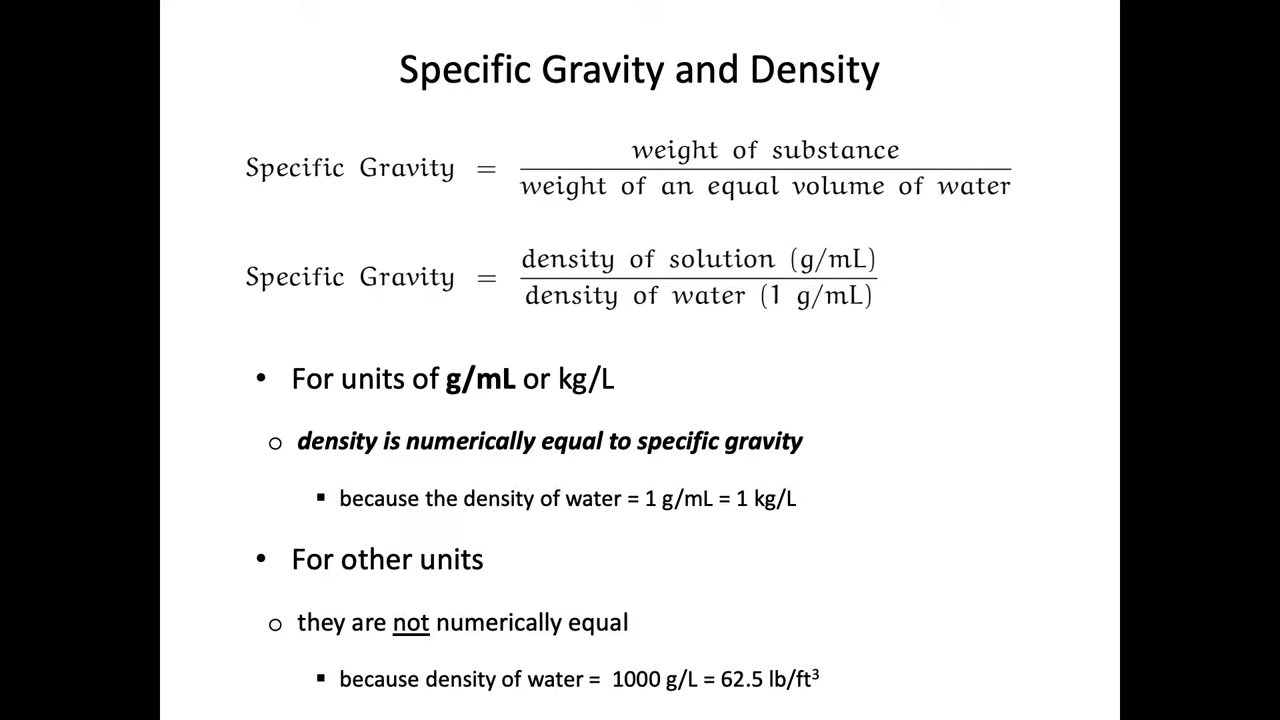 Specific Gravity and Density
Specific Gravity = weight of substance / weight of an equal volume of water
Specific Gravity = density of solution (g/mL) / density of water (1 g/mL)
• For units of g/mL or kg/L
o density is numerically equal to specific gravity
▪ because the density of water = 1 g/mL = 1 kg/L
• For other units
o they are not numerically equal
▪ because density of water = 1000 g/L = 62.5 lb/ft³